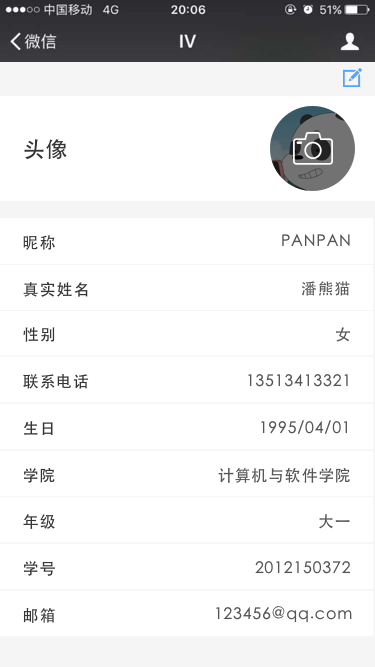 中国移动 4G 20:06 51%
微信 IV
头像
昵称 PANPAN
真实姓名 潘熊猫
性别 女
联系电话 13513413321
生日 1995/04/01
学院 计算机与软件学院
年级 大一
学号 2012150372
邮箱 123456@qq.com